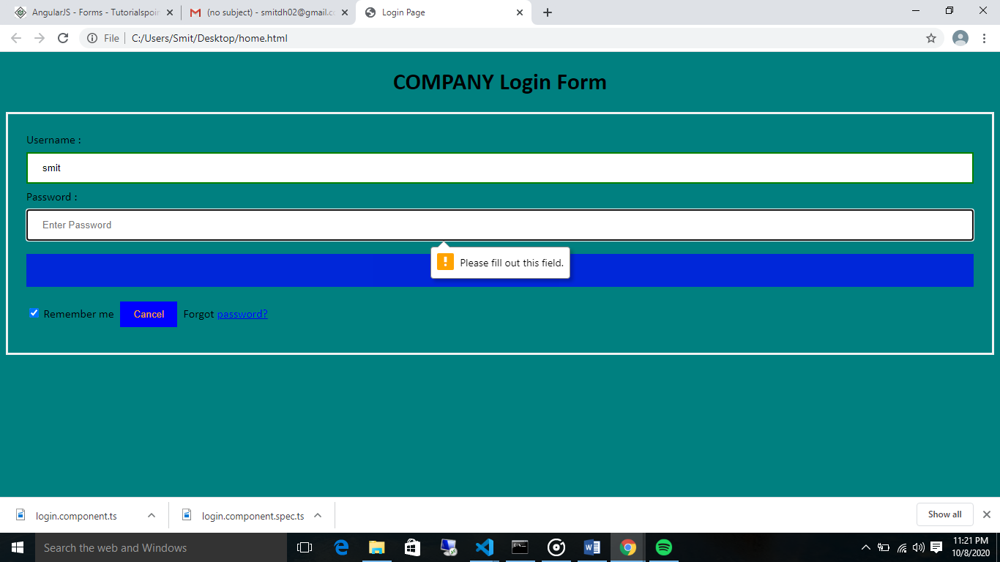 AngularJS - Forms - Tutorialspoin
(no subject) - smitdh02@gmail.co
Login Page
File
C:/Users/Smit/Desktop/home.html
COMPANY Login Form
Username :
smit
Password :
Enter Password
Please fill out this field.
Remember me
Cancel
Forgot password?
login.component.ts
login.component.spec.ts
Show all
Search the web and Windows
11:21 PM
10/8/2020